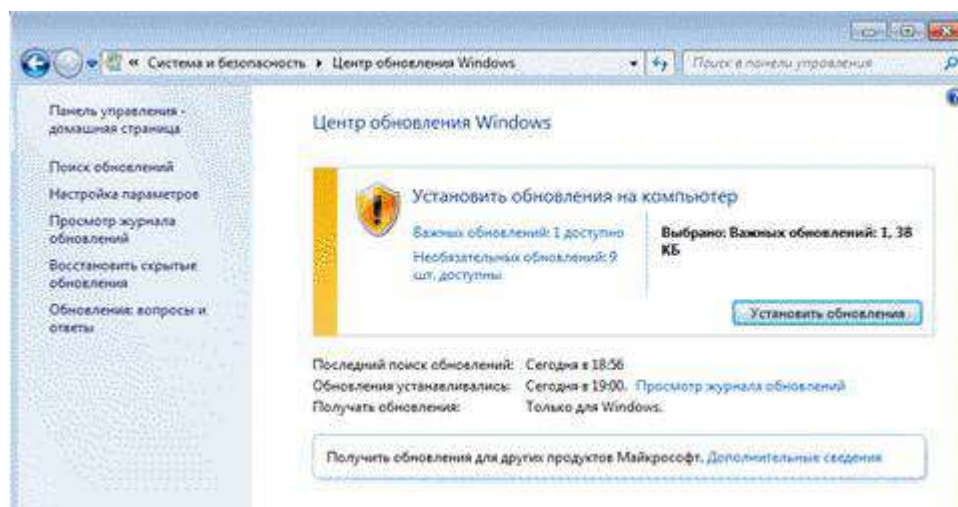 « Система и безопасность ▸ Центр обновления Windows
Поиск в панели управления
Панель управления -
домашняя страница
Поиск обновлений
Настройка параметров
Просмотр журнала
обновлений
Восстановить скрытые
обновления
Обновления: вопросы и
ответы
Центр обновления Windows
Установить обновления на компьютер
Важных обновлений: 1 доступно
Необязательных обновлений: 9
шт. доступны
Выбрано: Важных обновлений: 1, 38
КБ
Установить обновления
Последний поиск обновлений: Сегодня в 18:56
Обновления устанавливались: Сегодня в 19:00. Просмотр журнала обновлений
Получать обновления: Только для Windows.
Получить обновления для других продуктов Майкрософт. Дополнительные сведения